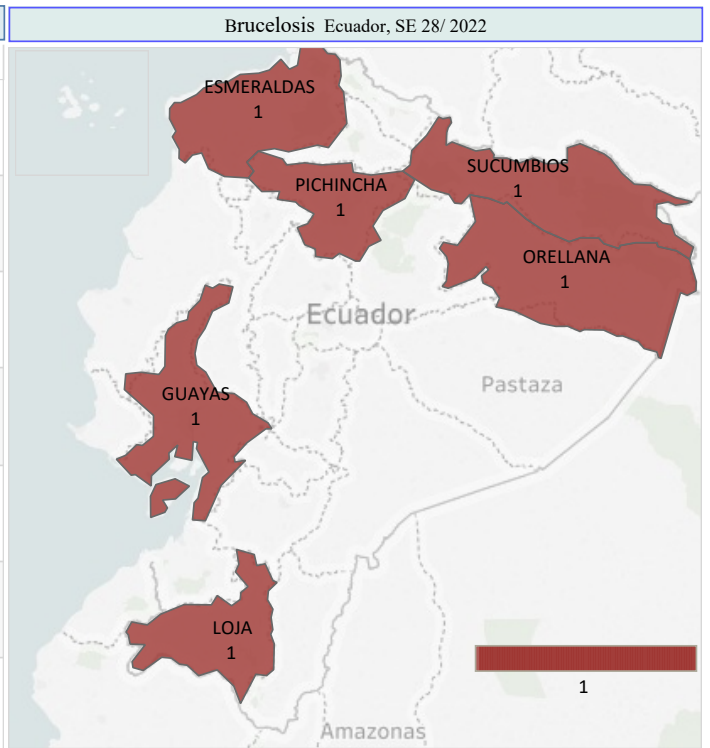 Brucelosis Ecuador, SE 28/ 2022
ESMERALDAS
1
SUCUMBIOS
1
PICHINCHA
1
ORELLANA
1
Ecuador
Pastaza
GUAYAS
1
LOJA
1
1
Amazonas